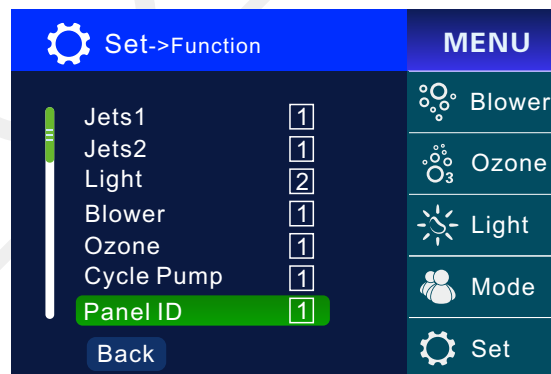 Set->Function
Jets1 1
Jets2 1
Light 2
Blower 1
Ozone 1
Cycle Pump 1
Panel ID 1
Back
MENU
Blower
O3 Ozone
Light
Mode
Set